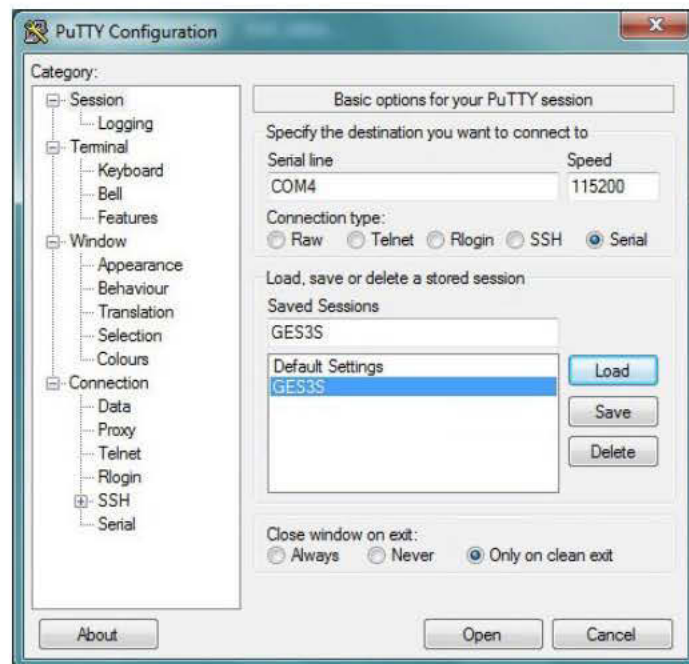 PuTTY Configuration
Category:
Session
Logging
Terminal
Keyboard
Bell
Features
Window
Appearance
Behaviour
Translation
Selection
Colours
Connection
Data
Proxy
Telnet
Rlogin
SSH
Serial
Basic options for your PuTTY session
Specify the destination you want to connect to
Serial line Speed
COM4 115200
Connection type:
Raw Telnet Rlogin SSH Serial
Load, save or delete a stored session
Saved Sessions
GES3S
Default Settings
GES3S
Load
Save
Delete
Close window on exit:
Always Never Only on clean exit
About Open Cancel